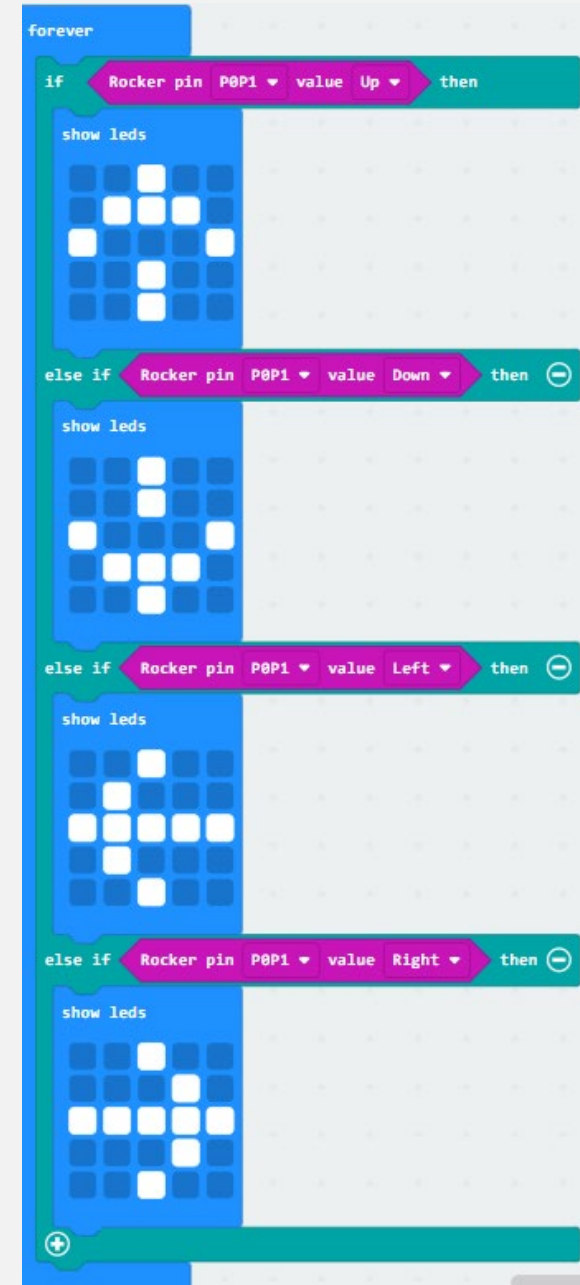 forever
if Rocker pin P0P1 value Up then
show leds
else if Rocker pin P0P1 value Down then
show leds
else if Rocker pin P0P1 value Left then
show leds
else if Rocker pin P0P1 value Right then
show leds